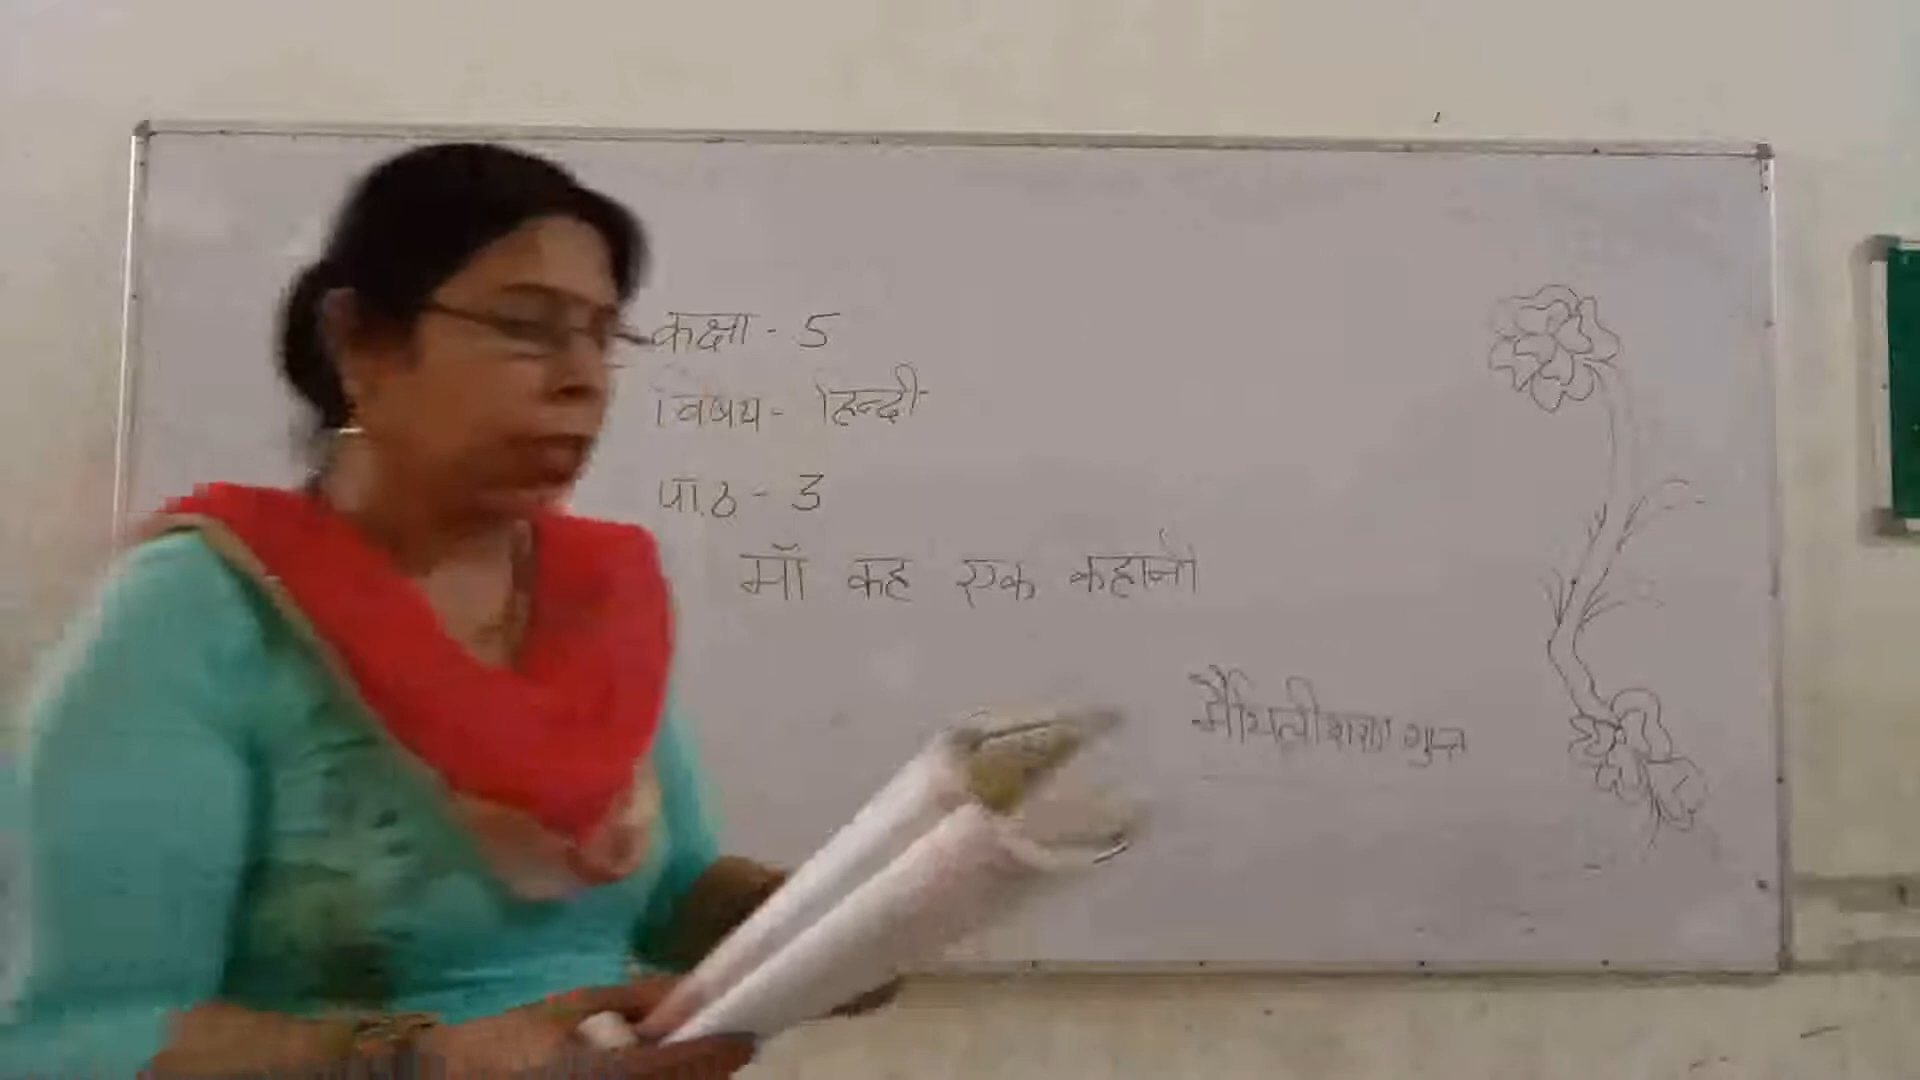 कक्षा - 5
विषय - हिन्दी
पाठ - 3
माँ कह एक कहानी
मैथिलीशरण गुप्त